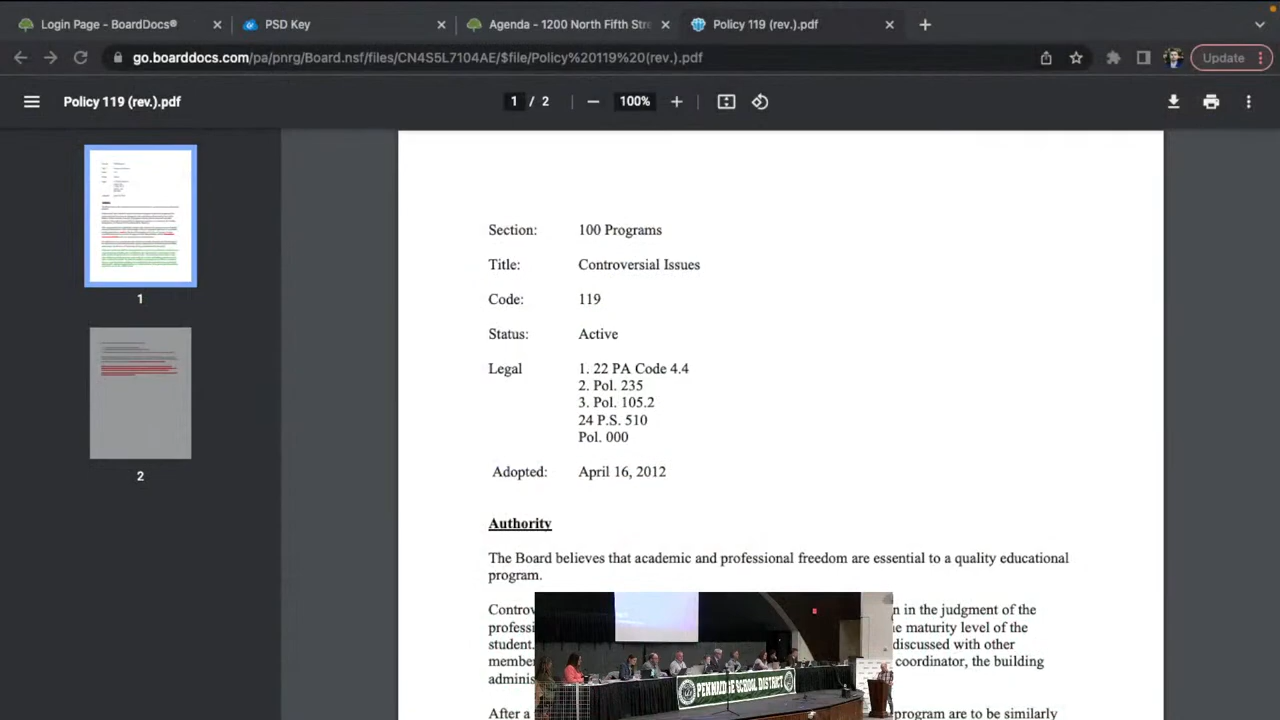 Login Page - BoardDocs®
PSD Key
Agenda - 1200 North Fifth Stre
Policy 119 (rev.).pdf
go.boarddocs.com/pa/pnrg/Board.nsf/files/CN4S5L7104AE/$file/Policy%20119%20(rev.).pdf
Update
Policy 119 (rev.).pdf
1 / 2
100%
1
2
Section: 100 Programs
Title: Controversial Issues
Code: 119
Status: Active
Legal 1. 22 PA Code 4.4
2. Pol. 235
3. Pol. 105.2
24 P.S. 510
Pol. 000
Adopted: April 16, 2012
Authority
The Board believes that academic and professional freedom are essential to a quality educational
program.
in the judgment of the
maturity level of the
student. discussed with other
coordinator, the building
After a program are to be similarly
SCHOOL DISTRICT